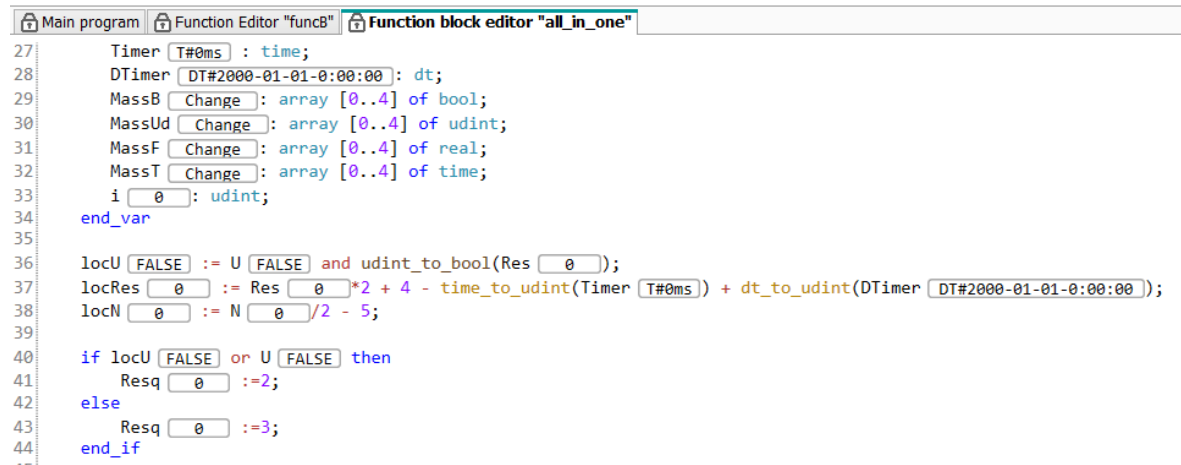 Main program Function Editor "funcB" Function block editor "all_in_one"
27 Timer T#0ms : time;
28 DTimer DT#2000-01-01-0:00:00 : dt;
29 MassB Change : array [0..4] of bool;
30 MassUd Change : array [0..4] of udint;
31 MassF Change : array [0..4] of real;
32 MassT Change : array [0..4] of time;
33 i 0 : udint;
34 end_var
35
36 locU FALSE := U FALSE and udint_to_bool(Res 0 );
37 locRes 0 := Res 0 *2 + 4 - time_to_udint(Timer T#0ms ) + dt_to_udint(DTimer DT#2000-01-01-0:00:00 );
38 locN 0 := N 0 /2 - 5;
39
40 if locU FALSE or U FALSE then
41 Resq 0 :=2;
42 else
43 Resq 0 :=3;
44 end_if